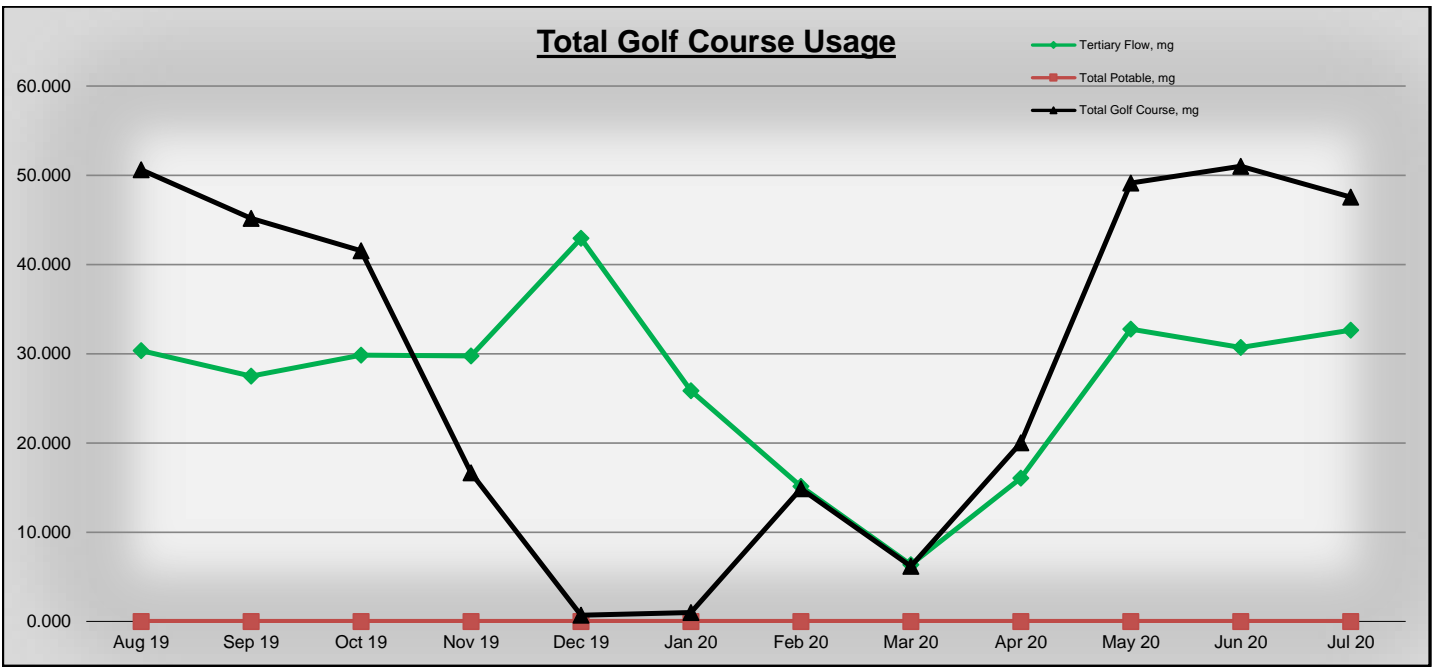 Total Golf Course Usage
Tertiary Flow, mg
Total Potable, mg
Total Golf Course, mg
60.000
50.000
40.000
30.000
20.000
10.000
0.000
Aug 19 Sep 19 Oct 19 Nov 19 Dec 19 Jan 20 Feb 20 Mar 20 Apr 20 May 20 Jun 20 Jul 20